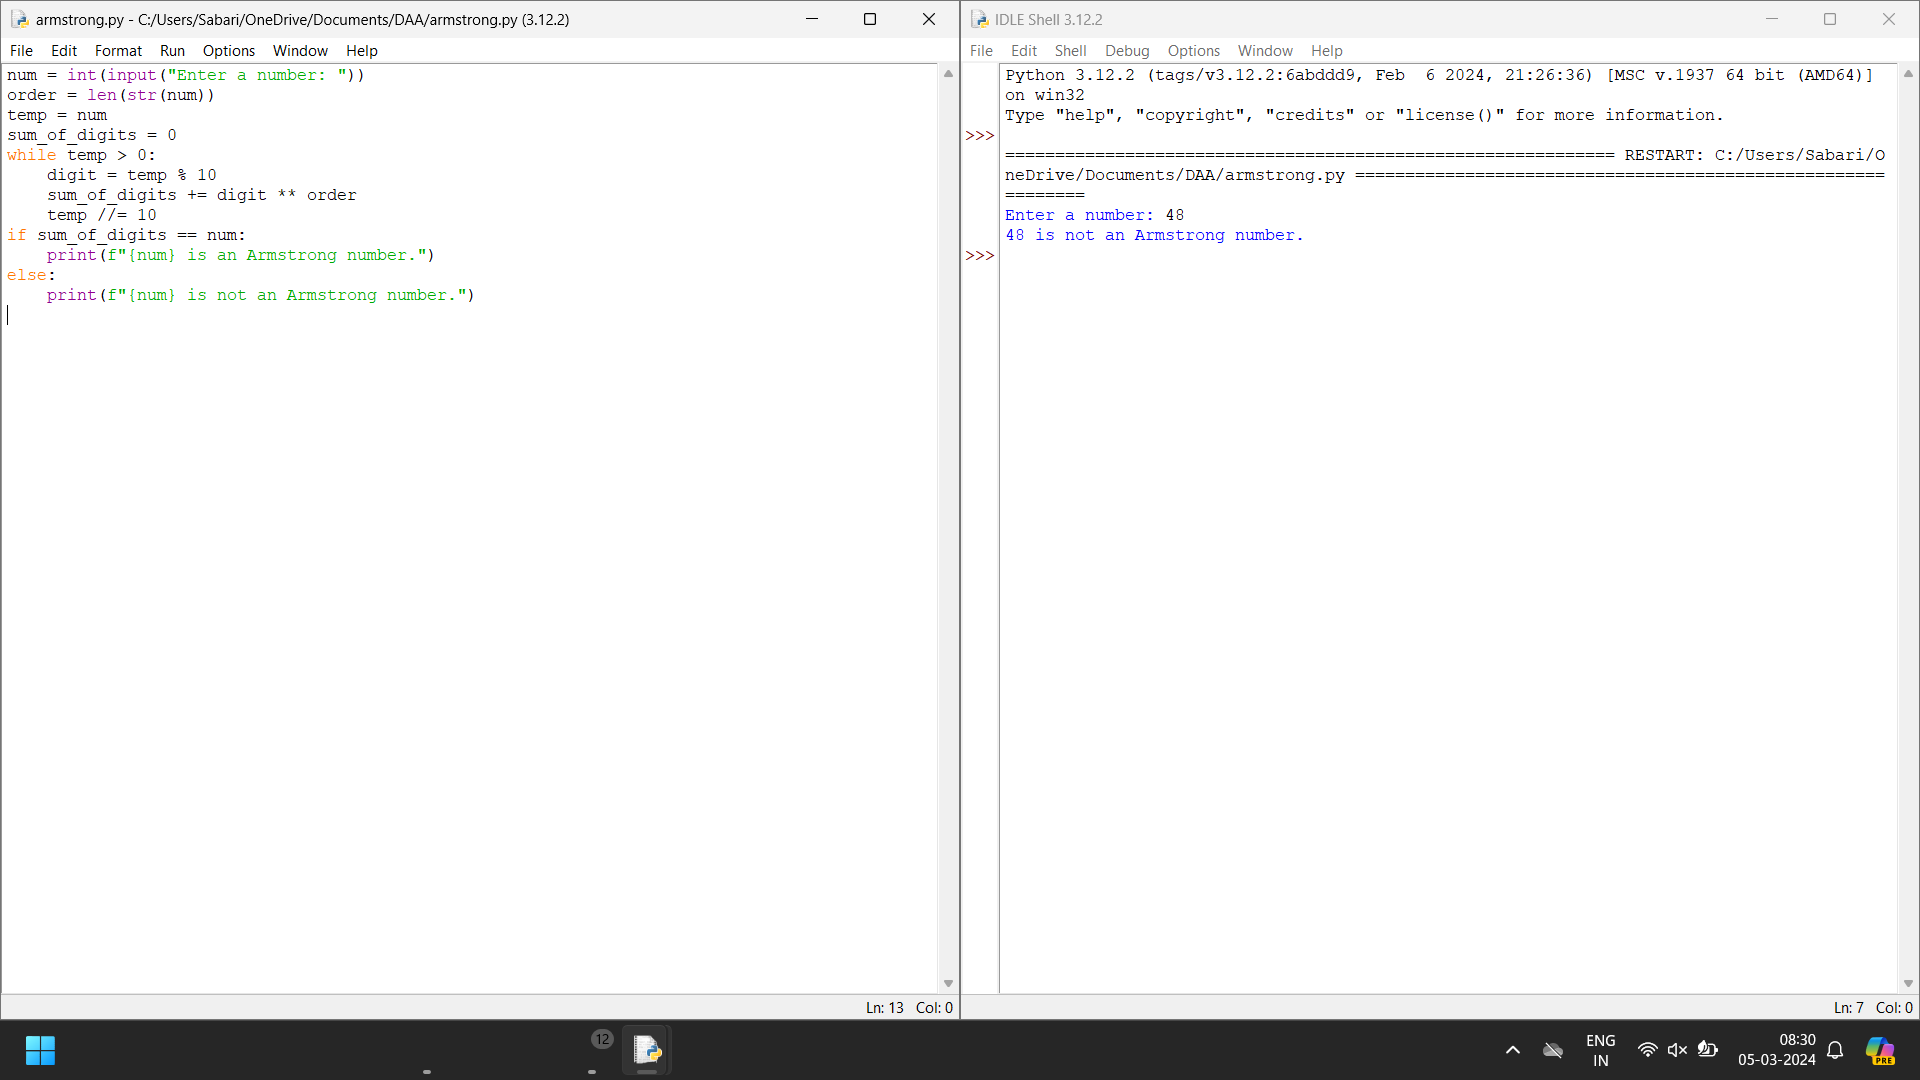 armstrong.py - C:/Users/Sabari/OneDrive/Documents/DAA/armstrong.py (3.12.2)
File Edit Format Run Options Window Help
num = int(input("Enter a number: "))
order = len(str(num))
temp = num
sum_of_digits = 0
while temp > 0:
    digit = temp % 10
    sum_of_digits += digit ** order
    temp //= 10
if sum_of_digits == num:
    print(f"{num} is an Armstrong number.")
else:
    print(f"{num} is not an Armstrong number.")
Ln: 13 Col: 0
IDLE Shell 3.12.2
File Edit Shell Debug Options Window Help
Python 3.12.2 (tags/v3.12.2:6abddd9, Feb  6 2024, 21:26:36) [MSC v.1937 64 bit (AMD64)]
on win32
Type "help", "copyright", "credits" or "license()" for more information.
>>>
============================================================= RESTART: C:/Users/Sabari/O
neDrive/Documents/DAA/armstrong.py =====================================================
========
Enter a number: 48
48 is not an Armstrong number.
>>>
Ln: 7 Col: 0
12
ENG
IN
08:30
05-03-2024
PRE